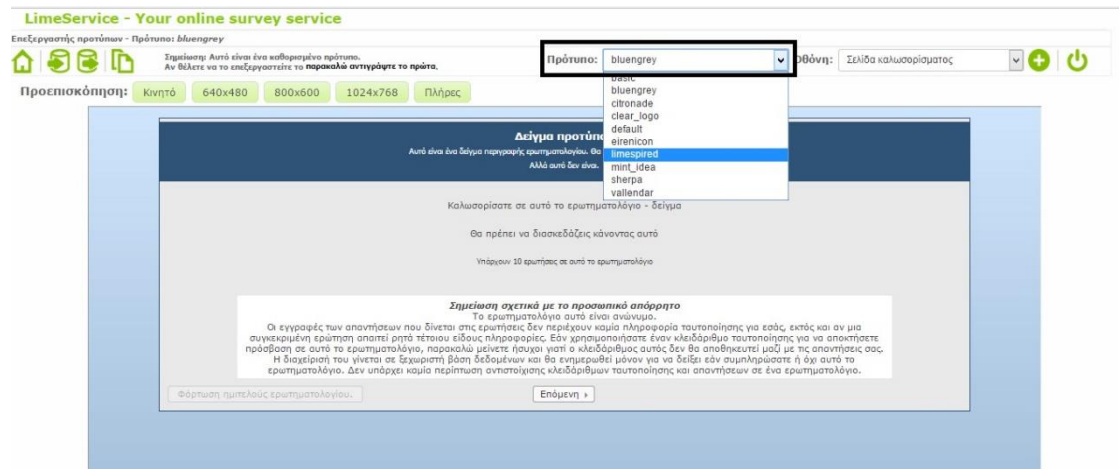 LimeService - Your online survey service
Επεξεργαστής προτύπων - Πρότυπο: bluengrey
Σημείωση: Αυτό είναι ένα καθορισμένο πρότυπο.
Αν θέλετε να το επεξεργαστείτε το παρακαλώ αντιγράψτε το πρώτα.
Πρότυπο: bluengrey
Οθόνη: Σελίδα καλωσορίσματος
Προεπισκόπηση: Κινητό 640x480 800x600 1024x768 Πλήρες
basic
bluengrey
citronade
clear_logo
default
eirenicon
limespired
mint_idea
sherpa
vallendar
Δείγμα προτύπο
Αυτό είναι ένα δείγμα περιγραφής ερωτηματολογίου. Θα
Αλλά αυτό δεν είναι.
Καλωσορίσατε σε αυτό το ερωτηματολόγιο - δείγμα
Θα πρέπει να διασκεδάζεις κάνοντας αυτό
Υπάρχουν 10 ερωτήσεις σε αυτό το ερωτηματολόγιο
Σημείωση σχετικά με το προσωπικό απόρρητο
Το ερωτηματολόγιο αυτό είναι ανώνυμο.
Οι εγγραφές των απαντήσεων που δίνεται στις ερωτήσεις δεν περιέχουν καμία πληροφορία ταυτοποίησης για εσάς, εκτός και αν μια
συγκεκριμένη ερώτηση απαιτεί ρητά τέτοιου είδους πληροφορίες. Εάν χρησιμοποιήσατε έναν κλειδάριθμο ταυτοποίησης για να αποκτήσετε
πρόσβαση σε αυτό το ερωτηματολόγιο, παρακαλώ μείνετε ήσυχοι γιατί ο κλειδάριθμος αυτός δεν θα αποθηκευτεί μαζί με τις απαντήσεις σας.
Η διαχείρισή του γίνεται σε ξεχωριστή βάση δεδομένων και θα ενημερωθεί μόνον για να δείξει εάν συμπληρώσατε ή όχι αυτό το
ερωτηματολόγιο. Δεν υπάρχει καμία περίπτωση αντιστοίχισης κλειδάριθμων ταυτοποίησης και απαντήσεων σε ένα ερωτηματολόγιο.
Φόρτωση ημιτελούς ερωτηματολογίου.
Επόμενη